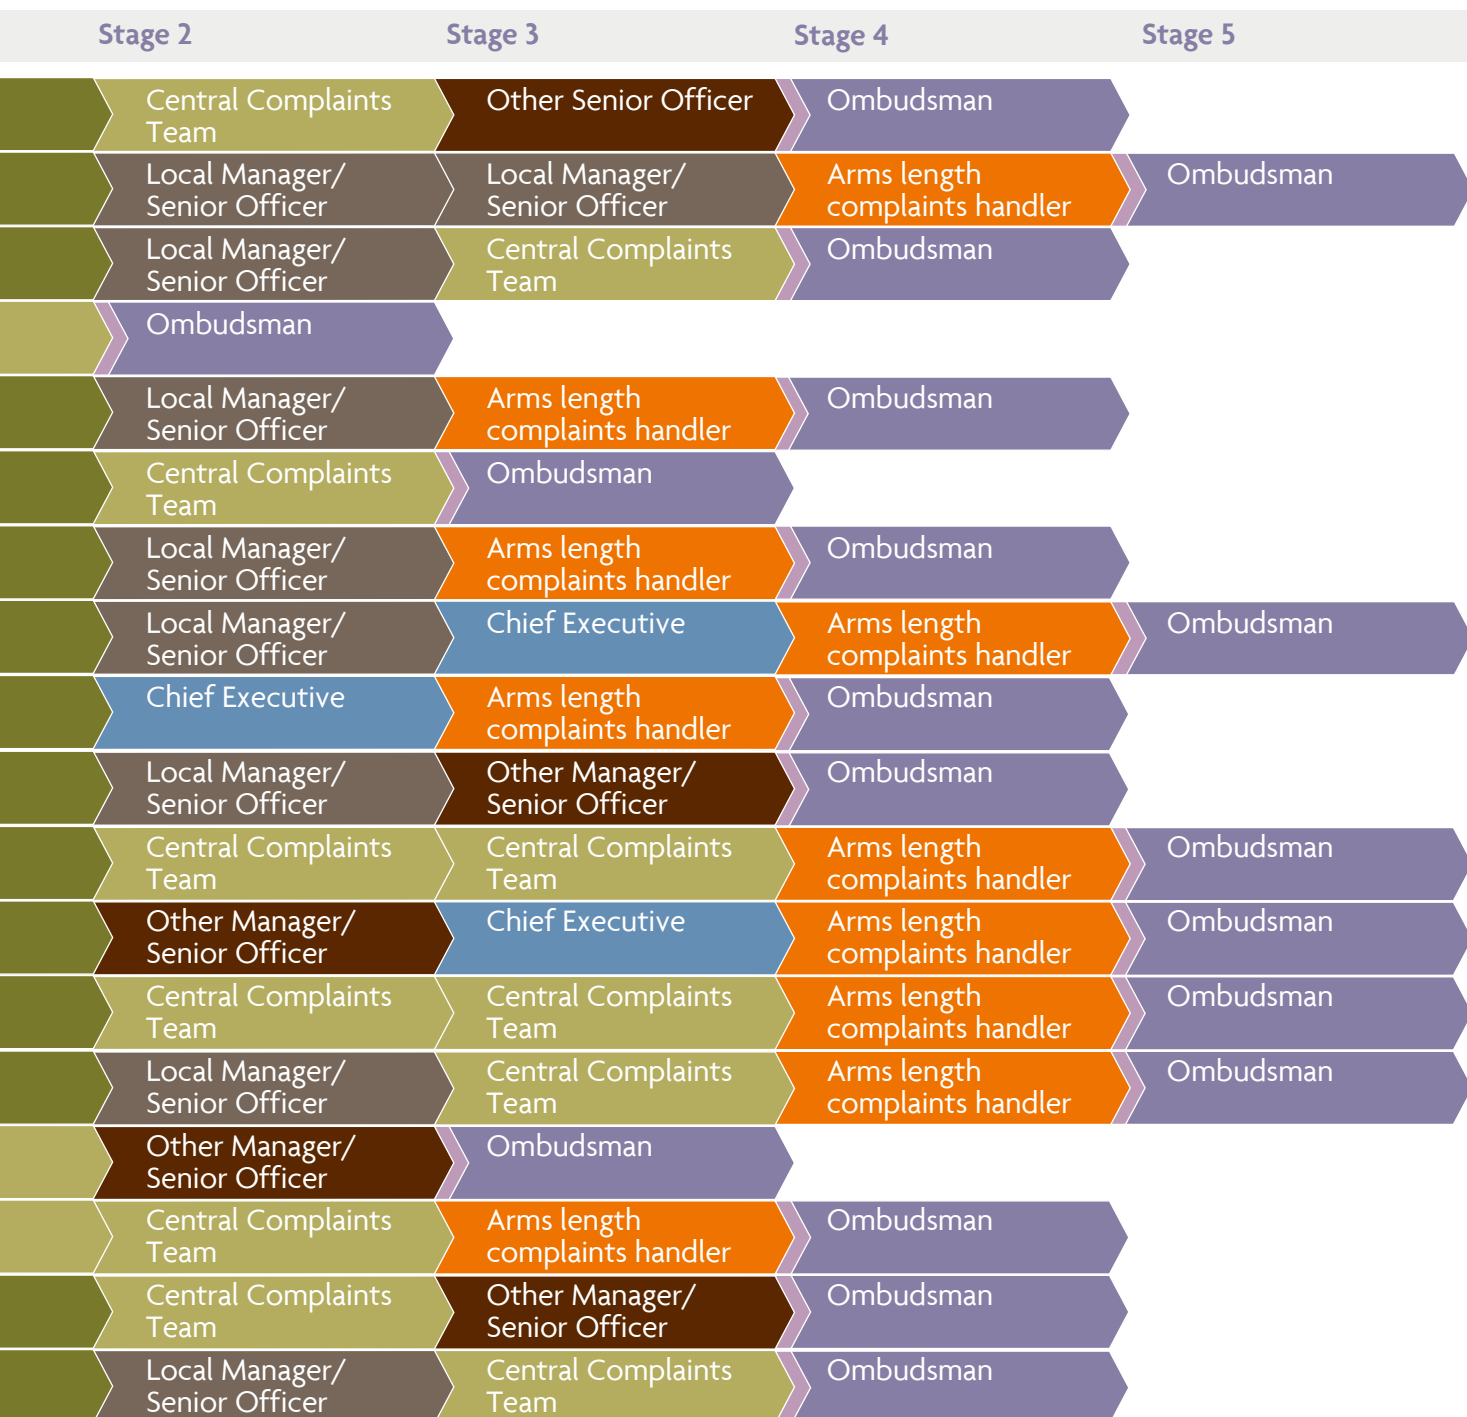 Stage 2 Stage 3 Stage 4 Stage 5
Central Complaints
Team
Other Senior Officer
Ombudsman
Local Manager/
Senior Officer
Local Manager/
Senior Officer
Arms length
complaints handler
Ombudsman
Local Manager/
Senior Officer
Central Complaints
Team
Ombudsman
Ombudsman
Local Manager/
Senior Officer
Arms length
complaints handler
Ombudsman
Central Complaints
Team
Ombudsman
Local Manager/
Senior Officer
Arms length
complaints handler
Ombudsman
Local Manager/
Senior Officer
Chief Executive
Arms length
complaints handler
Ombudsman
Chief Executive
Arms length
complaints handler
Ombudsman
Local Manager/
Senior Officer
Other Manager/
Senior Officer
Ombudsman
Central Complaints
Team
Central Complaints
Team
Arms length
complaints handler
Ombudsman
Other Manager/
Senior Officer
Chief Executive
Arms length
complaints handler
Ombudsman
Central Complaints
Team
Central Complaints
Team
Arms length
complaints handler
Ombudsman
Local Manager/
Senior Officer
Central Complaints
Team
Arms length
complaints handler
Ombudsman
Other Manager/
Senior Officer
Ombudsman
Central Complaints
Team
Arms length
complaints handler
Ombudsman
Central Complaints
Team
Other Manager/
Senior Officer
Ombudsman
Local Manager/
Senior Officer
Central Complaints
Team
Ombudsman